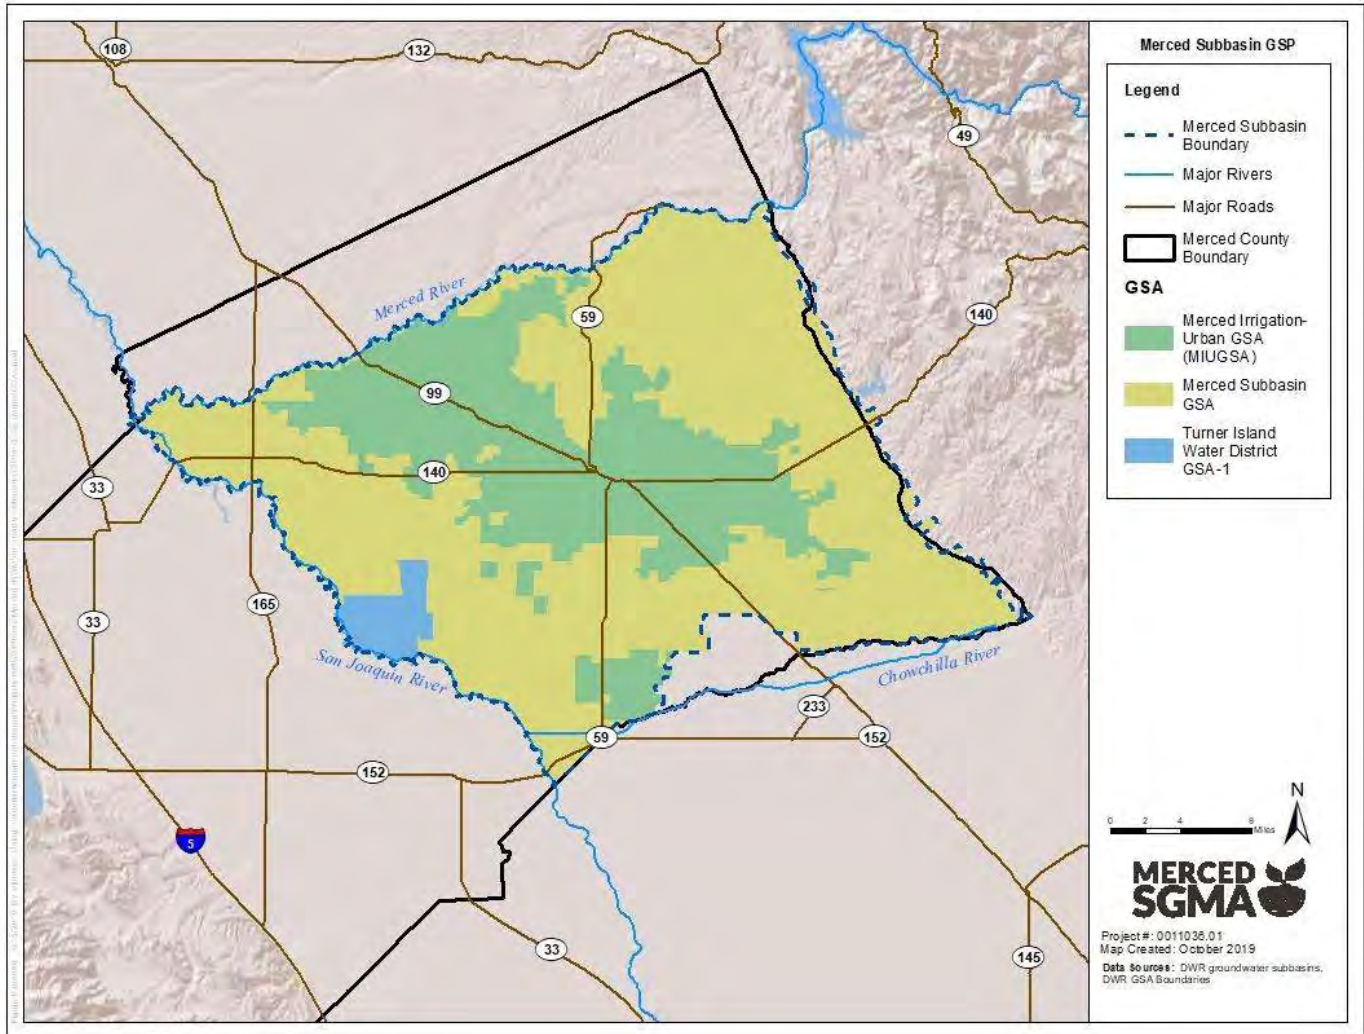 Merced Subbasin GSP
Legend
Merced Subbasin
Boundary
Major Rivers
Major Roads
Merced County
Boundary
GSA
Merced Irrigation-
Urban GSA
(MIUGSA)
Merced Subbasin
GSA
Turner Island
Water District
GSA-1
108
132
49
Merced River
59
140
99
140
33
33
165
San Joaquin River
Chowchilla River
233
59
152
152
5
33
145
N
0 2 4 8
Miles
MERCED
SGMA
Project #: 0011036.01
Map Created: October 2019
Data Sources: DWR groundwater subbasins,
DWR GSA Boundaries